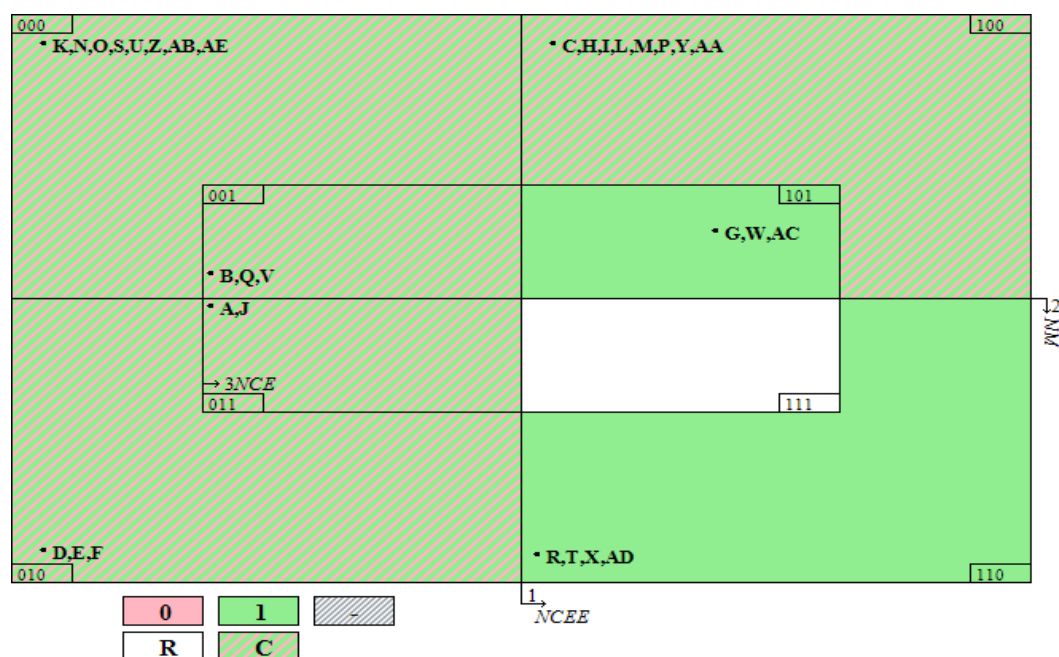 000
100
K,N,O,S,U,Z,AB,AE
C,H,I,L,M,P,Y,AA
001
101
G,W,AC
B,Q,V
A,J
2
NM
3NCE
011
111
D,E,F
R,T,X,AD
010
110
1
NCEE
0
1
-
R
C